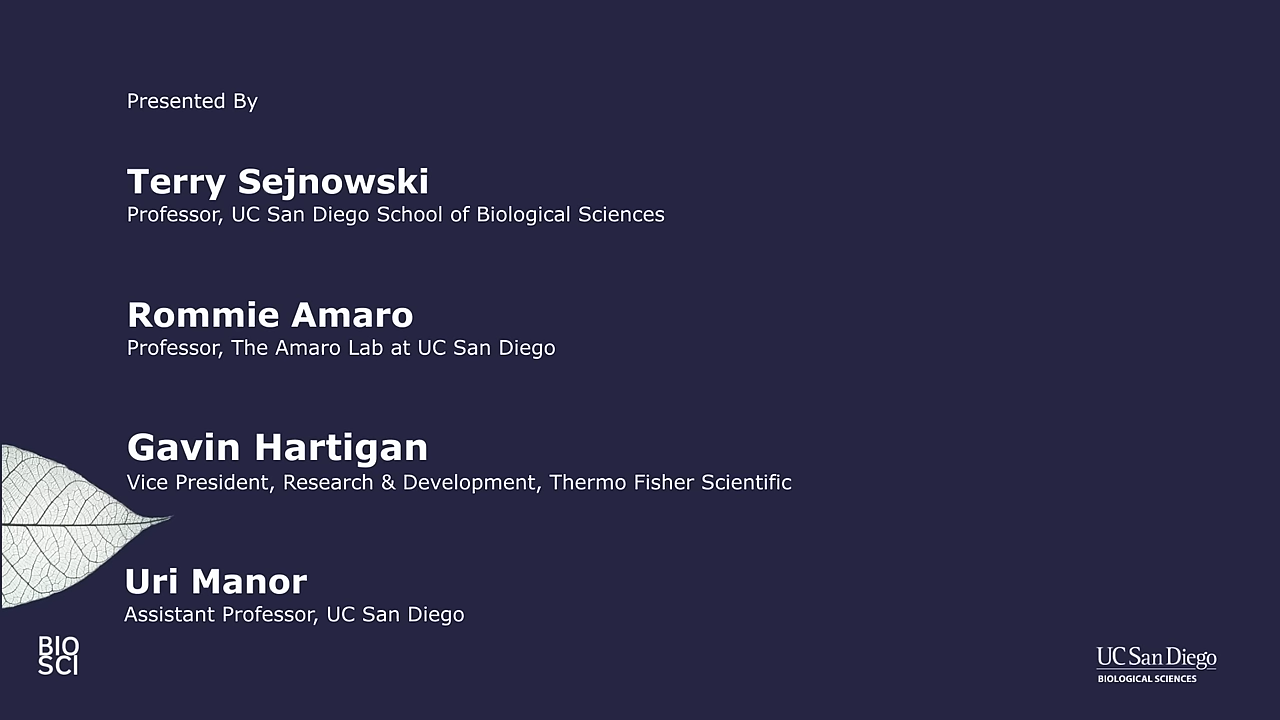 Presented By
Terry Sejnowski
Professor, UC San Diego School of Biological Sciences
Rommie Amaro
Professor, The Amaro Lab at UC San Diego
Gavin Hartigan
Vice President, Research & Development, Thermo Fisher Scientific
Uri Manor
Assistant Professor, UC San Diego
BIO
SCI
UC San Diego
BIOLOGICAL SCIENCES